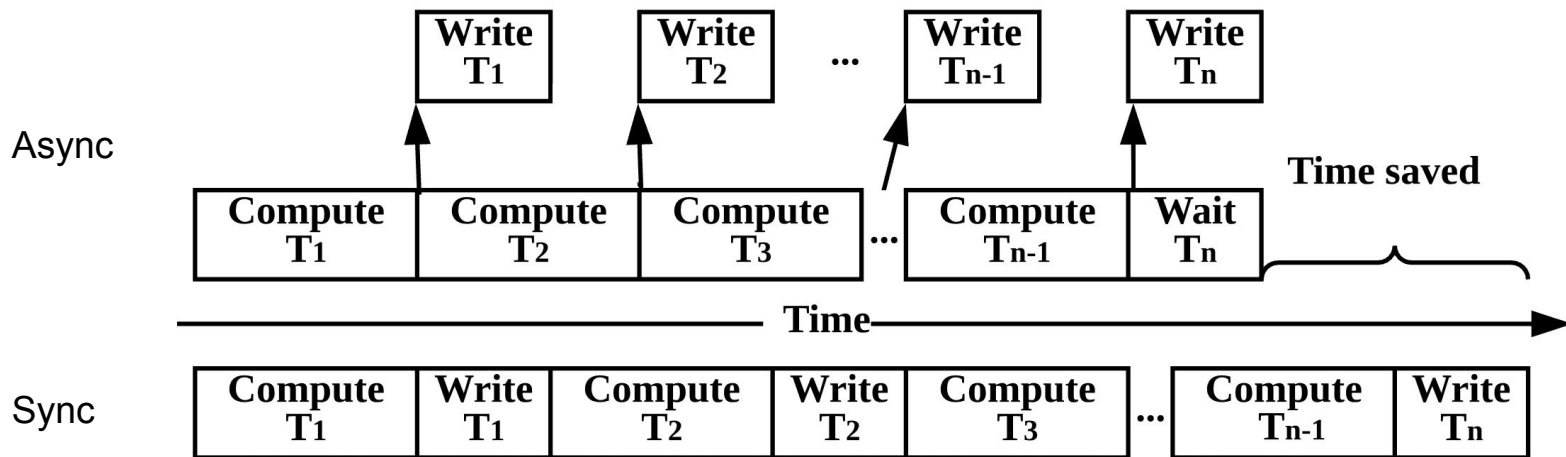 Write Write Write Write
T1 T2 ... Tn-1 Tn
Async
Time saved
Compute Compute Compute Compute Wait
T1 T2 T3 ... Tn-1 Tn
Time
Sync
Compute Write Compute Write Compute Compute Write
T1 T1 T2 T2 T3 ... Tn-1 Tn